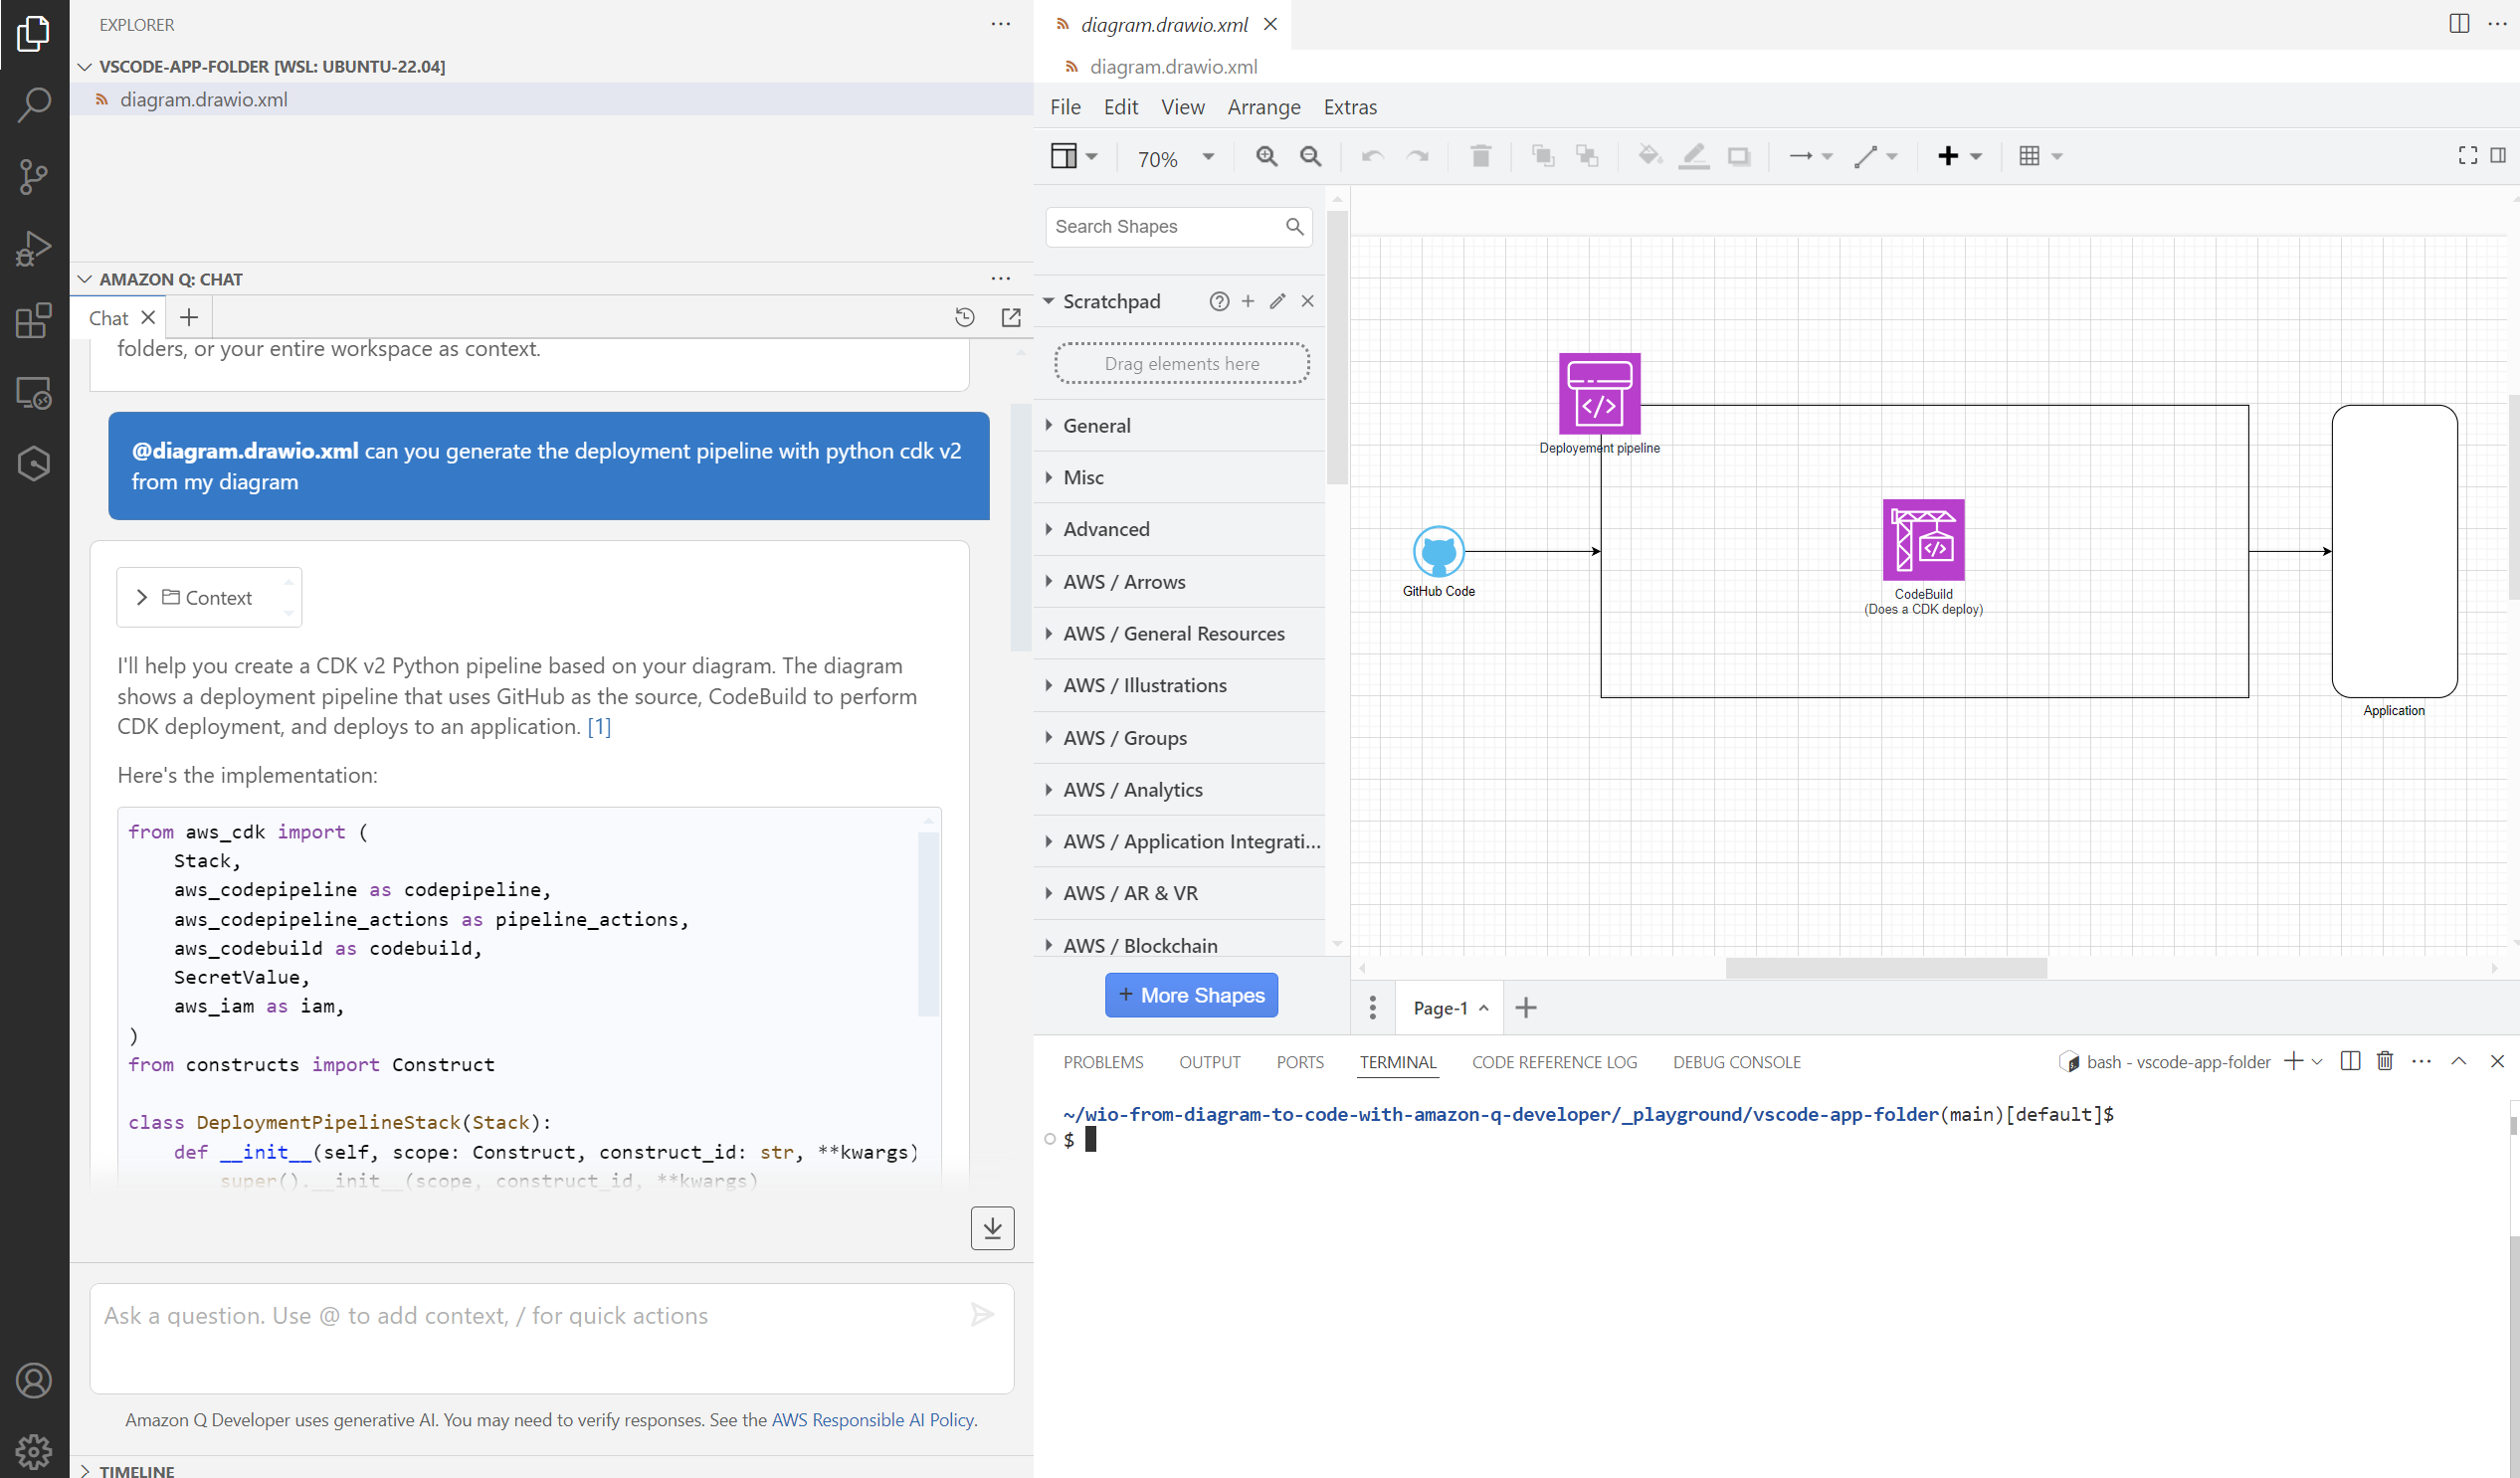 EXPLORER
VSCODE-APP-FOLDER [WSL: UBUNTU-22.04]
diagram.drawio.xml
AMAZON Q: CHAT
Chat
folders, or your entire workspace as context.
@diagram.drawio.xml can you generate the deployment pipeline with python cdk v2
from my diagram
Context
I'll help you create a CDK v2 Python pipeline based on your diagram. The diagram
shows a deployment pipeline that uses GitHub as the source, CodeBuild to perform
CDK deployment, and deploys to an application. [1]
Here's the implementation:
from aws_cdk import (
    Stack,
    aws_codepipeline as codepipeline,
    aws_codepipeline_actions as pipeline_actions,
    aws_codebuild as codebuild,
    SecretValue,
    aws_iam as iam,
)
from constructs import Construct
class DeploymentPipelineStack(Stack):
    def __init__(self, scope: Construct, construct_id: str, **kwargs)
        super().__init__(scope, construct_id, **kwargs)
Ask a question. Use @ to add context, / for quick actions
Amazon Q Developer uses generative AI. You may need to verify responses. See the AWS Responsible AI Policy.
TIMELINE
diagram.drawio.xml
diagram.drawio.xml
File Edit View Arrange Extras
70%
Search Shapes
Scratchpad
Drag elements here
General
Misc
Advanced
AWS / Arrows
AWS / General Resources
AWS / Illustrations
AWS / Groups
AWS / Analytics
AWS / Application Integrati...
AWS / AR & VR
AWS / Blockchain
+ More Shapes
Deployement pipeline
GitHub Code
CodeBuild
(Does a CDK deploy)
Application
Page-1
PROBLEMS OUTPUT PORTS TERMINAL CODE REFERENCE LOG DEBUG CONSOLE
bash - vscode-app-folder
~/wio-from-diagram-to-code-with-amazon-q-developer/_playground/vscode-app-folder(main)[default]$
$